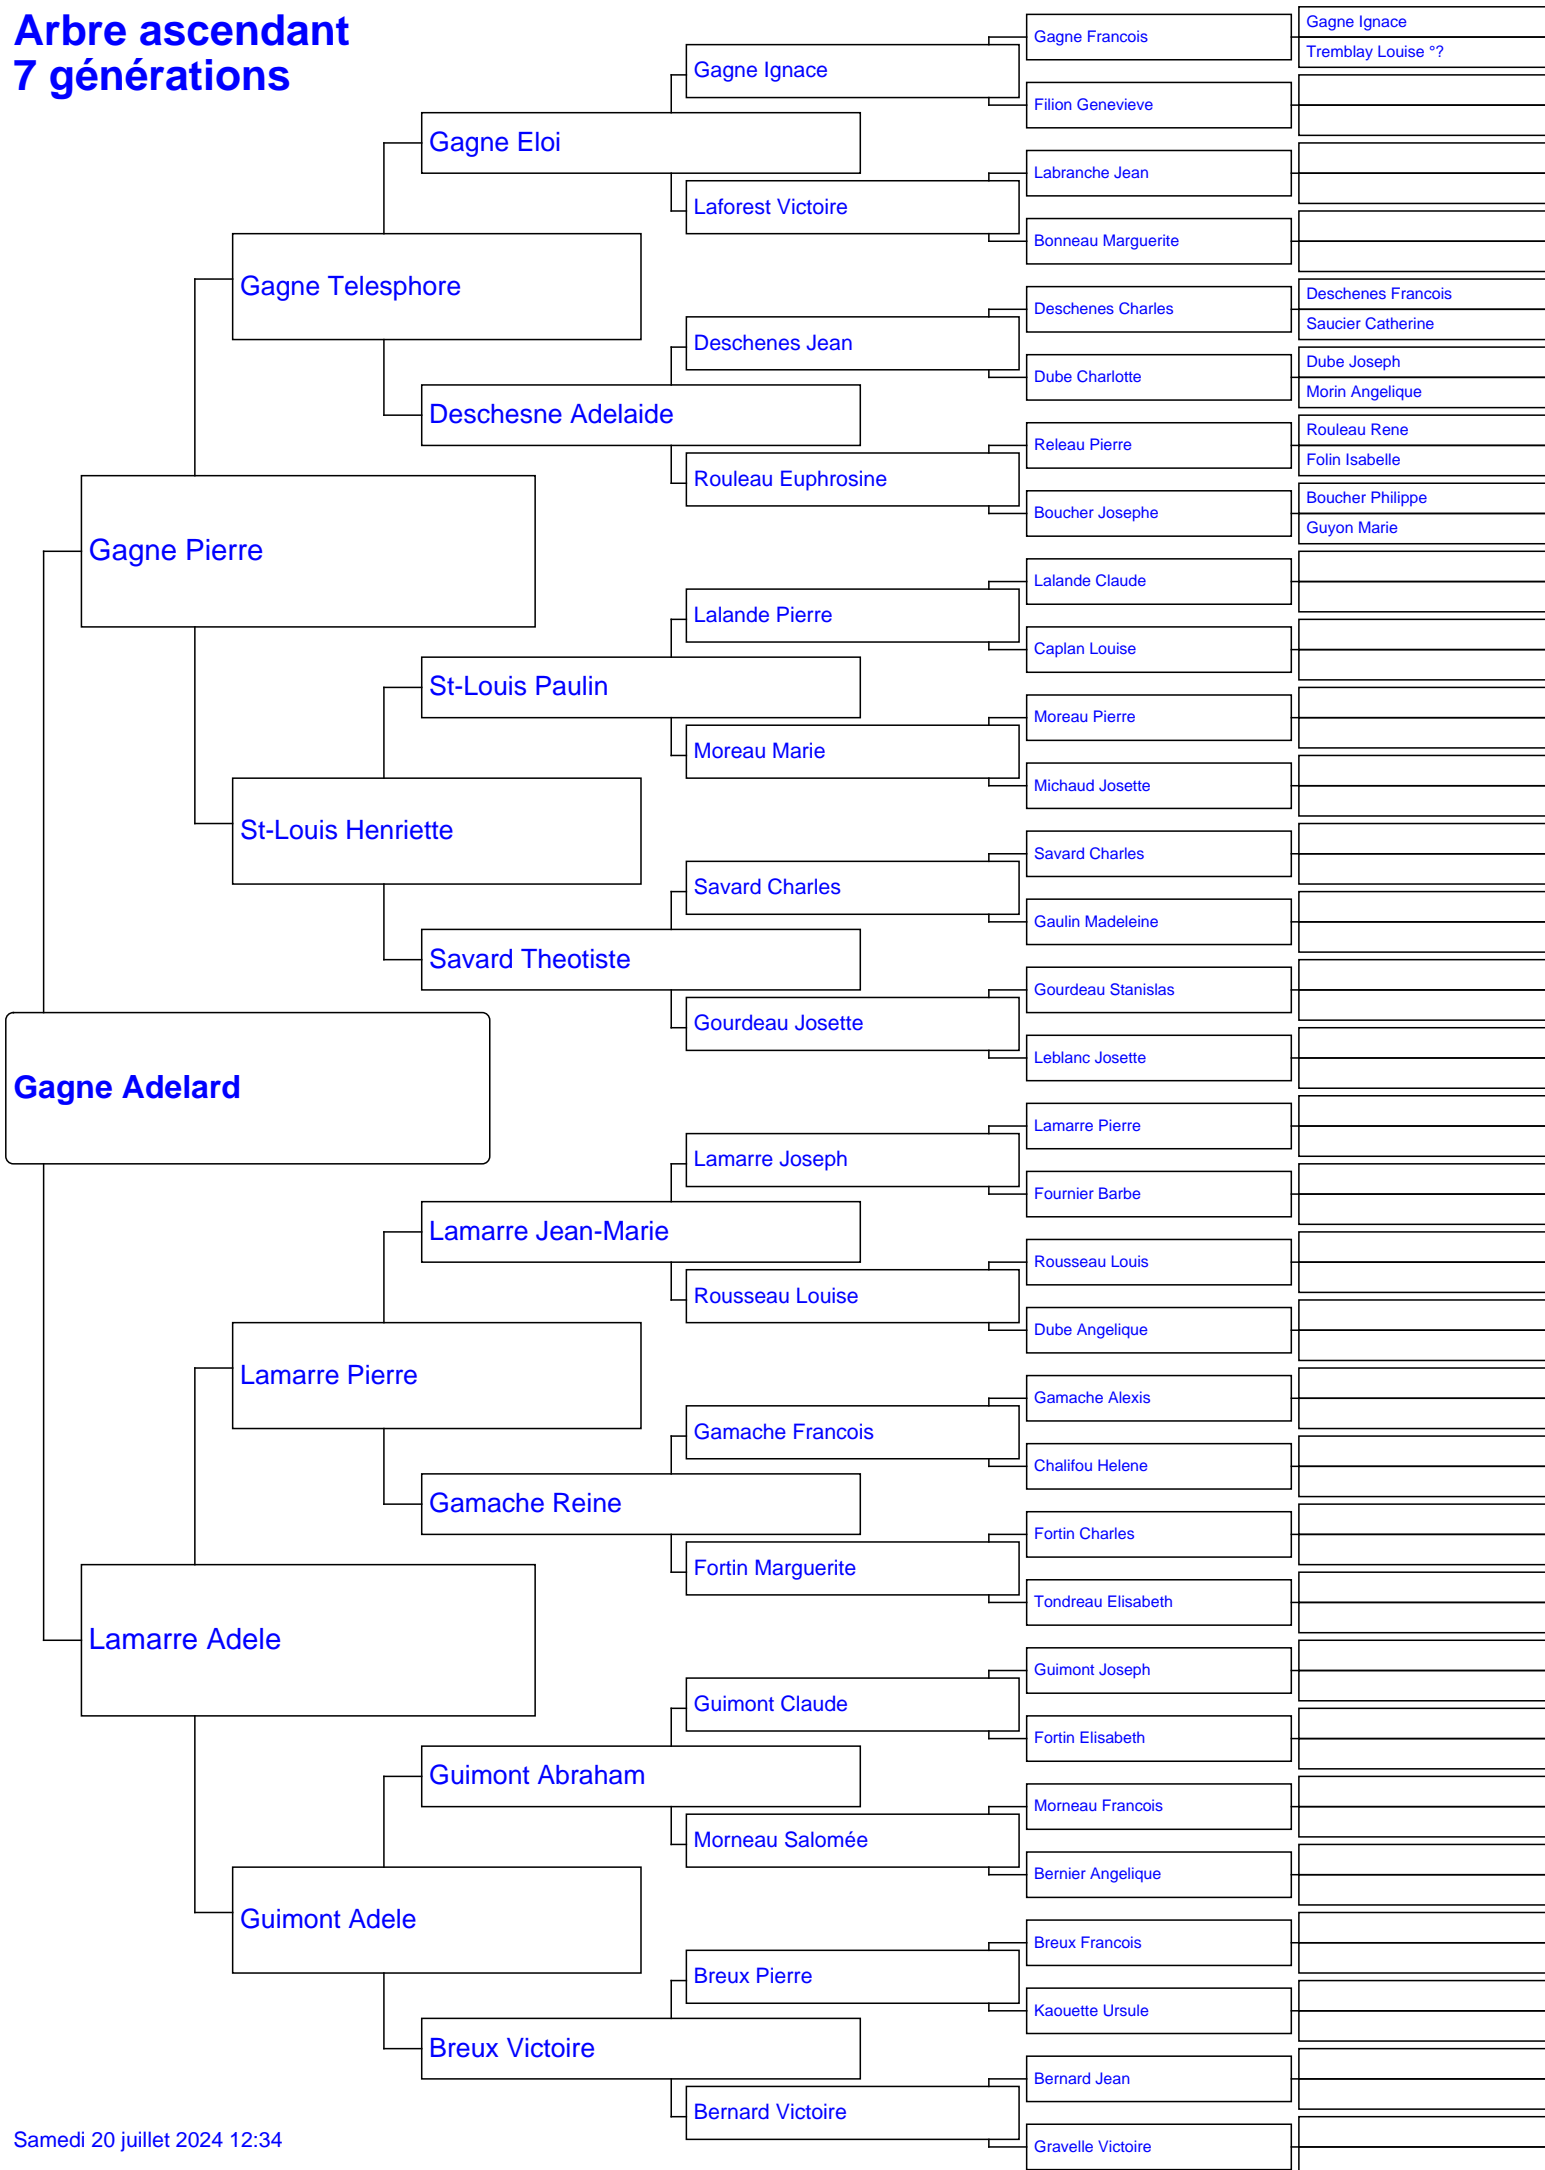 Arbre ascendant
7 générations
Gagne Adelard
Gagne Pierre
Lamarre Adele
Gagne Telesphore
St-Louis Henriette
Lamarre Pierre
Guimont Adele
Gagne Eloi
Deschesne Adelaide
St-Louis Paulin
Savard Theotiste
Lamarre Jean-Marie
Gamache Reine
Guimont Abraham
Breux Victoire
Gagne Ignace
Laforest Victoire
Deschenes Jean
Rouleau Euphrosine
Lalande Pierre
Moreau Marie
Savard Charles
Gourdeau Josette
Lamarre Joseph
Rousseau Louise
Gamache Francois
Fortin Marguerite
Guimont Claude
Morneau Salomée
Breux Pierre
Bernard Victoire
Gagne Francois
Filion Genevieve
Labranche Jean
Bonneau Marguerite
Deschenes Charles
Dube Charlotte
Releau Pierre
Boucher Josephe
Lalande Claude
Caplan Louise
Moreau Pierre
Michaud Josette
Savard Charles
Gaulin Madeleine
Gourdeau Stanislas
Leblanc Josette
Lamarre Pierre
Fournier Barbe
Rousseau Louis
Dube Angelique
Gamache Alexis
Chalifou Helene
Fortin Charles
Tondreau Elisabeth
Guimont Joseph
Fortin Elisabeth
Morneau Francois
Bernier Angelique
Breux Francois
Kaouette Ursule
Bernard Jean
Gravelle Victoire
Gagne Ignace
Tremblay Louise °?
Deschenes Francois
Saucier Catherine
Dube Joseph
Morin Angelique
Rouleau Rene
Folin Isabelle
Boucher Philippe
Guyon Marie
Samedi 20 juillet 2024 12:34